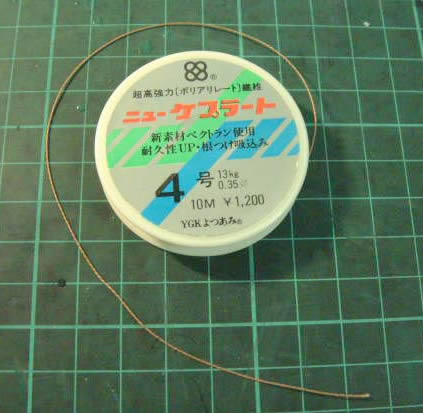 ®
超高強力(ポリアリレート)繊維
ニューケブラート
新素材ベクトラン使用
耐久性UP・根つけ吸込み
4号 13kg
0.35㎜
10M ¥1,200
YGKよつあみ®